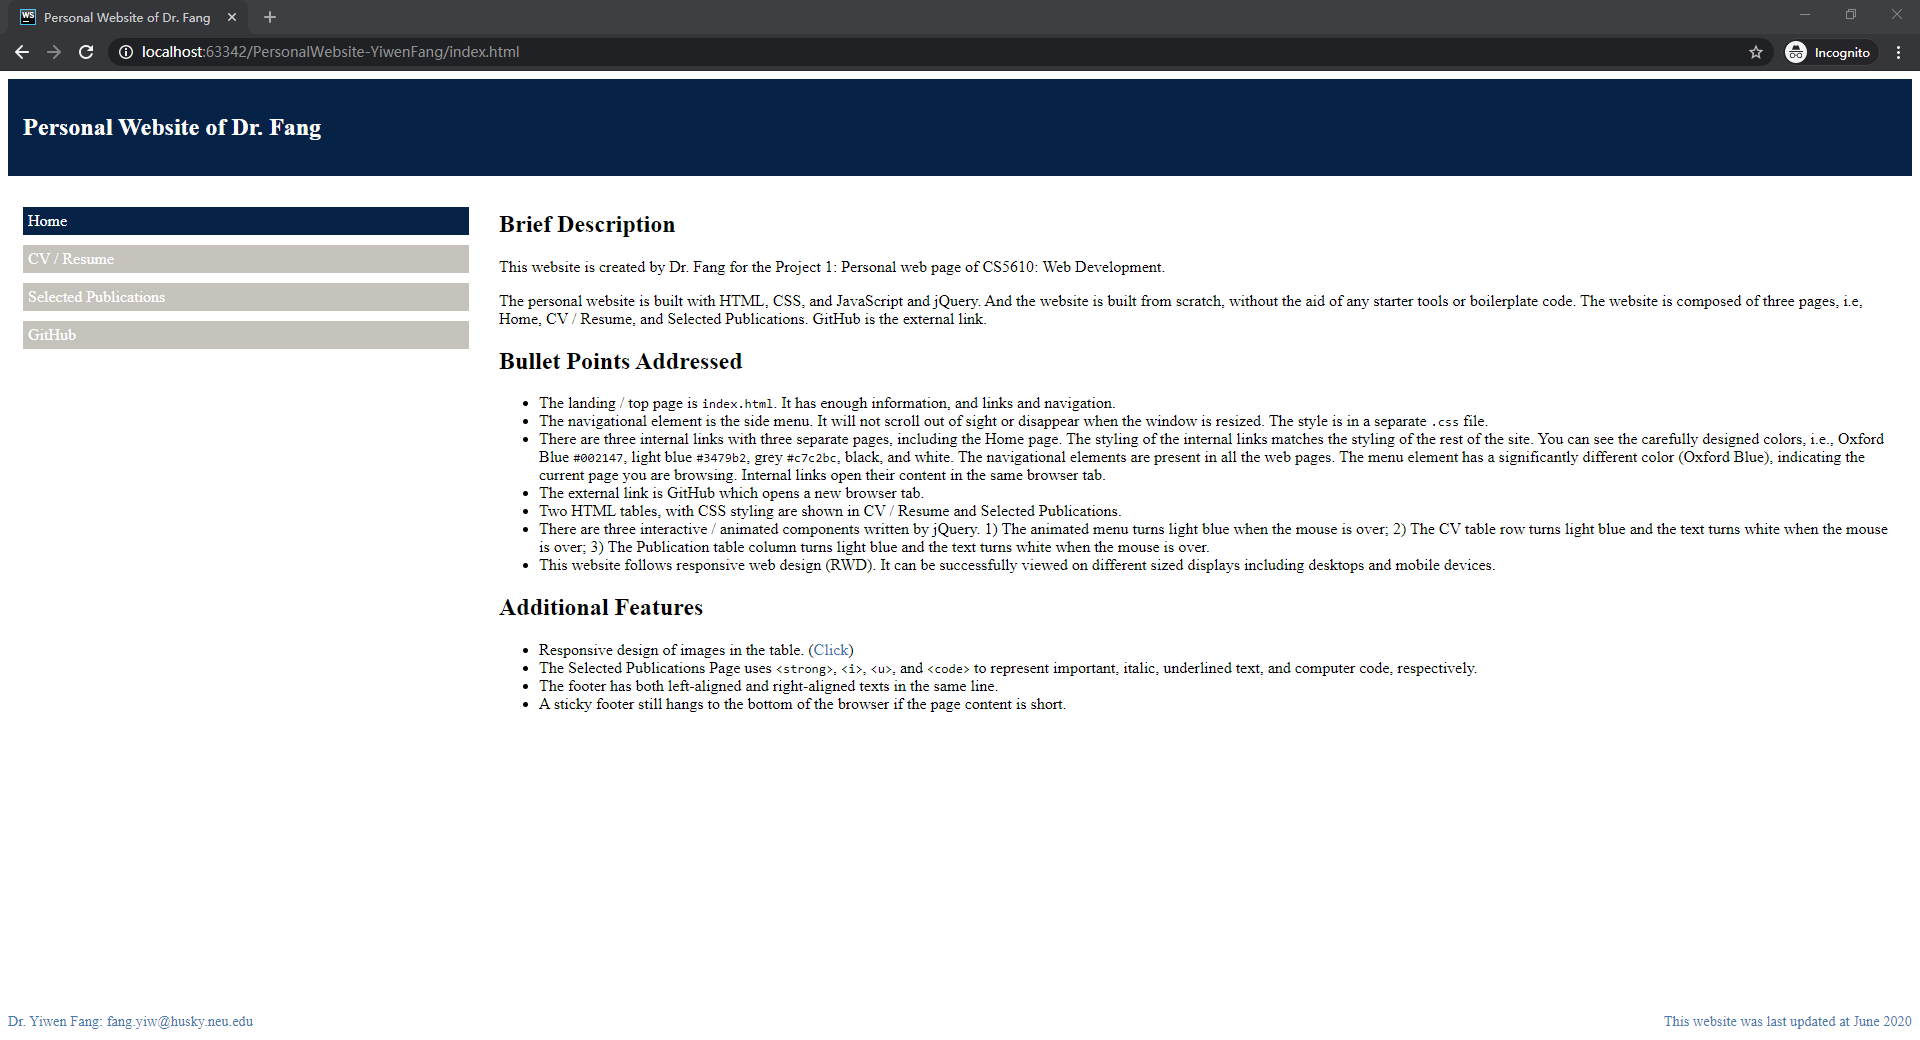 WS Personal Website of Dr. Fang
localhost:63342/PersonalWebsite-YiwenFang/index.html
Incognito
Personal Website of Dr. Fang
Home
CV / Resume
Selected Publications
GitHub
Brief Description
This website is created by Dr. Fang for the Project 1: Personal web page of CS5610: Web Development.
The personal website is built with HTML, CSS, and JavaScript and jQuery. And the website is built from scratch, without the aid of any starter tools or boilerplate code. The website is composed of three pages, i.e,
Home, CV / Resume, and Selected Publications. GitHub is the external link.
Bullet Points Addressed
• The landing / top page is index.html. It has enough information, and links and navigation.
• The navigational element is the side menu. It will not scroll out of sight or disappear when the window is resized. The style is in a separate .css file.
• There are three internal links with three separate pages, including the Home page. The styling of the internal links matches the styling of the rest of the site. You can see the carefully designed colors, i.e., Oxford
Blue #002147, light blue #3479b2, grey #c7c2bc, black, and white. The navigational elements are present in all the web pages. The menu element has a significantly different color (Oxford Blue), indicating the
current page you are browsing. Internal links open their content in the same browser tab.
• The external link is GitHub which opens a new browser tab.
• Two HTML tables, with CSS styling are shown in CV / Resume and Selected Publications.
• There are three interactive / animated components written by jQuery. 1) The animated menu turns light blue when the mouse is over; 2) The CV table row turns light blue and the text turns white when the mouse
is over; 3) The Publication table column turns light blue and the text turns white when the mouse is over.
• This website follows responsive web design (RWD). It can be successfully viewed on different sized displays including desktops and mobile devices.
Additional Features
• Responsive design of images in the table. (Click)
• The Selected Publications Page uses <strong>, <i>, <u>, and <code> to represent important, italic, underlined text, and computer code, respectively.
• The footer has both left-aligned and right-aligned texts in the same line.
• A sticky footer still hangs to the bottom of the browser if the page content is short.
Dr. Yiwen Fang: fang.yiw@husky.neu.edu
This website was last updated at June 2020